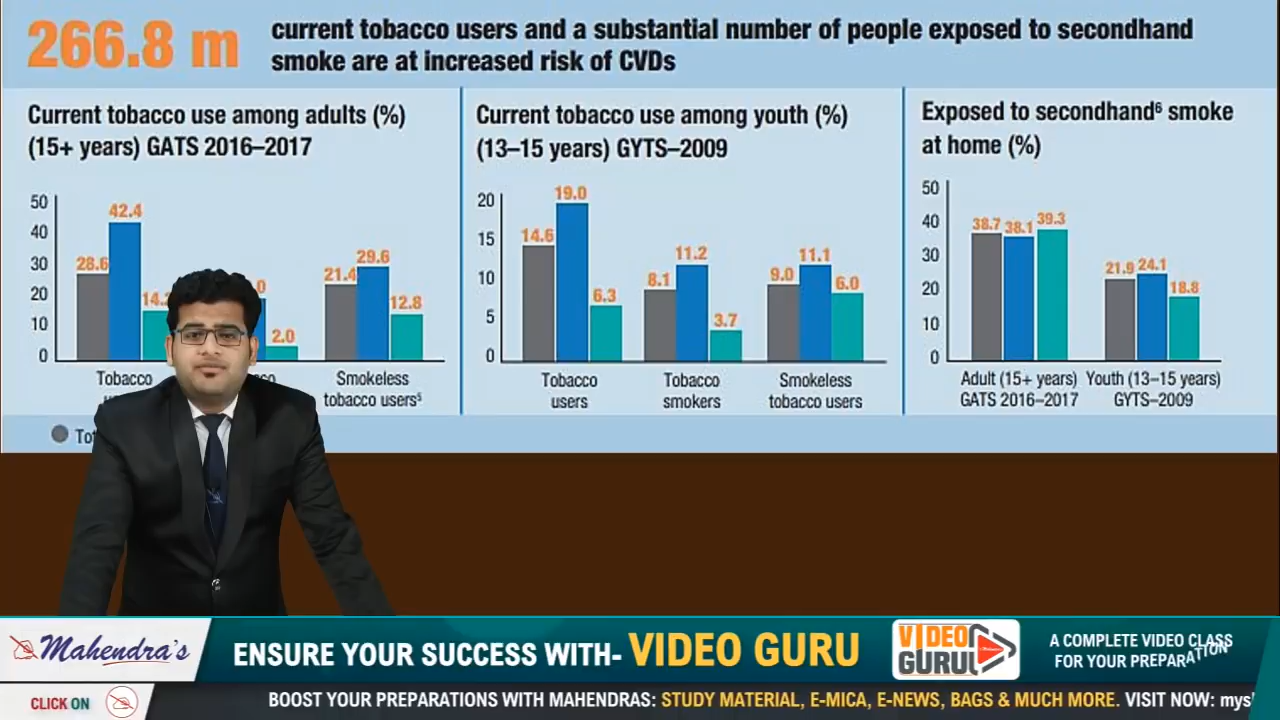 266.8 m
current tobacco users and a substantial number of people exposed to secondhand
smoke are at increased risk of CVDs
Current tobacco use among adults (%)
(15+ years) GATS 2016–2017
50
40
30
20
10
0
28.6
42.4
2.0
21.4
29.6
12.8
Tobacco
Smokeless
tobacco users⁵
Current tobacco use among youth (%)
(13–15 years) GYTS–2009
20
15
10
5
0
14.6
19.0
6.3
8.1
11.2
3.7
9.0
11.1
6.0
Tobacco
users
Tobacco
smokers
Smokeless
tobacco users
Exposed to secondhand⁶ smoke
at home (%)
50
40
30
20
10
0
38.7
38.1
39.3
21.9
24.1
18.8
Adult (15+ years)
GATS 2016–2017
Youth (13–15 years)
GYTS–2009
Mahendra's
ENSURE YOUR SUCCESS WITH- VIDEO GURU
VIDEO
GURUL
A COMPLETE VIDEO CLASS
FOR YOUR PREPARATION
CLICK ON
BOOST YOUR PREPARATIONS WITH MAHENDRAS: STUDY MATERIAL, E-MICA, E-NEWS, BAGS & MUCH MORE. VISIT NOW: